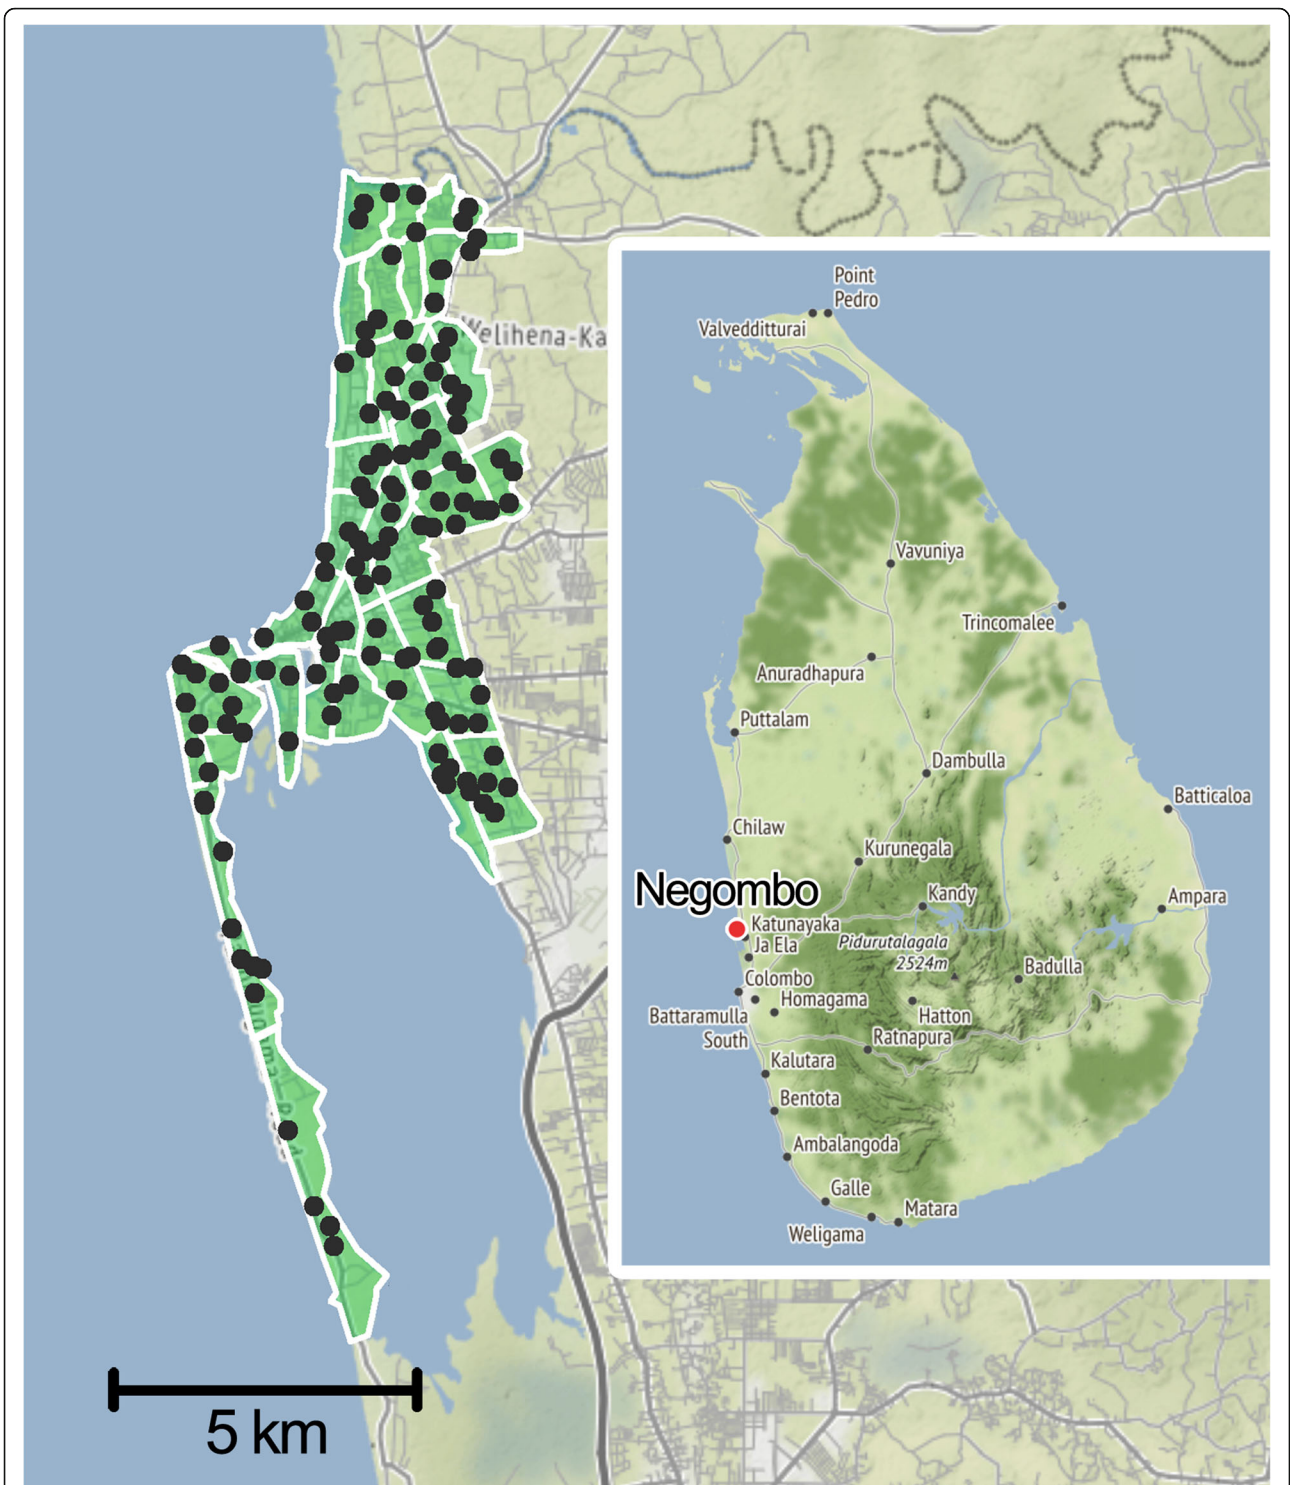 Welihena-Ka
Point
Pedro
Valvedditturai
Vavuniya
Trincomalee
Anuradhapura
Puttalam
Dambulla
Batticaloa
Chilaw
Kurunegala
Negombo
Kandy
Ampara
Katunayaka
Pidurutalagala
2524m
Ja Ela
Badulla
Colombo
Homagama
Battaramulla
South
Hatton
Ratnapura
Kalutara
Bentota
Ambalangoda
Galle
Matara
Weligama
5 km